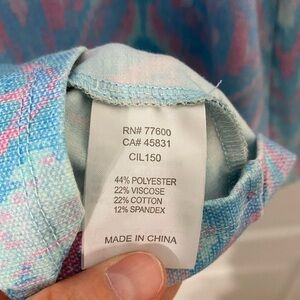 RN# 77600
CA# 45831
CIL150
44% POLYESTER
22% VISCOSE
22% COTTON
12% SPANDEX
MADE IN CHINA